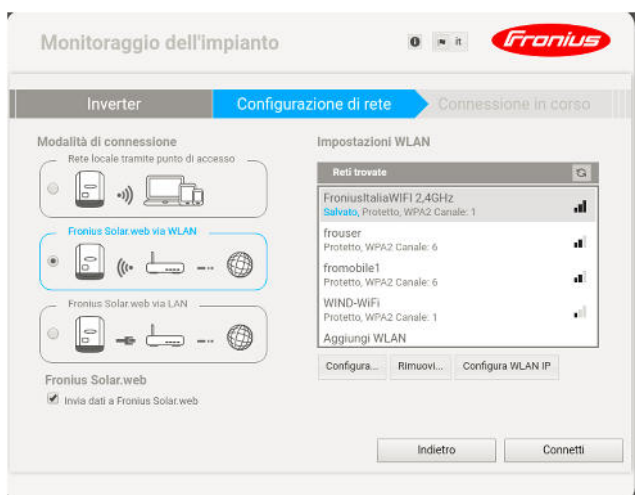 Monitoraggio dell'impianto
it
Fronius
Inverter
Configurazione di rete
Connessione in corso
Modalità di connessione
Rete locale tramite punto di accesso
Fronius Solar.web via WLAN
Fronius Solar.web via LAN
Fronius Solar.web
Invia dati a Fronius Solar.web
Impostazioni WLAN
Reti trovate
FroniusItaliaWIFI 2,4GHz
Salvato, Protetto, WPA2 Canale: 1
frouser
Protetto, WPA2 Canale: 6
fromobile1
Protetto, WPA2 Canale: 6
WIND-WiFi
Protetto, WPA2 Canale: 1
Aggiungi WLAN
Configura...
Rimuovi...
Configura WLAN IP
Indietro
Connetti